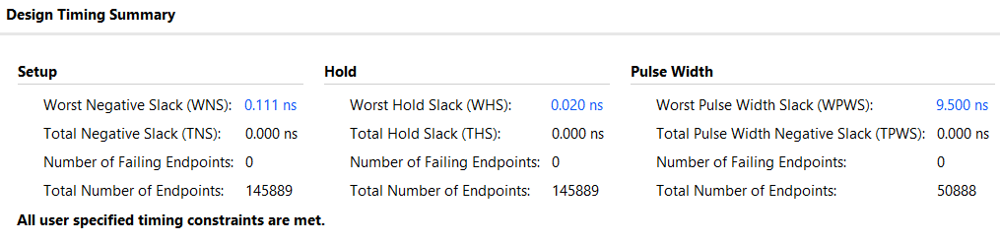 Design Timing Summary
Setup Hold Pulse Width
Worst Negative Slack (WNS): 0.111 ns Worst Hold Slack (WHS): 0.020 ns Worst Pulse Width Slack (WPWS): 9.500 ns
Total Negative Slack (TNS): 0.000 ns Total Hold Slack (THS): 0.000 ns Total Pulse Width Negative Slack (TPWS): 0.000 ns
Number of Failing Endpoints: 0 Number of Failing Endpoints: 0 Number of Failing Endpoints: 0
Total Number of Endpoints: 145889 Total Number of Endpoints: 145889 Total Number of Endpoints: 50888
All user specified timing constraints are met.